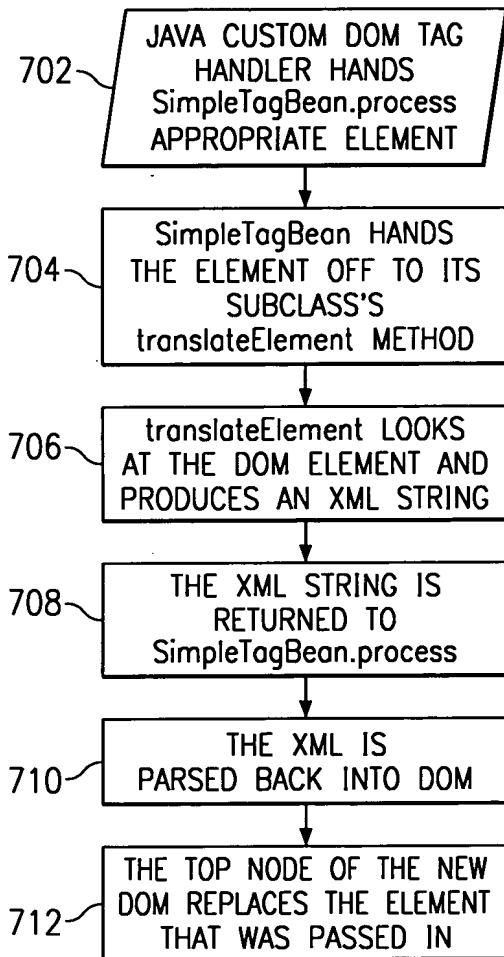 702
JAVA CUSTOM DOM TAG
HANDLER HANDS
SimpleTagBean.process
APPROPRIATE ELEMENT
704
SimpleTagBean HANDS
THE ELEMENT OFF TO ITS
SUBCLASS'S
translateElement METHOD
706
translateElement LOOKS
AT THE DOM ELEMENT AND
PRODUCES AN XML STRING
708
THE XML STRING IS
RETURNED TO
SimpleTagBean.process
710
THE XML IS
PARSED BACK INTO DOM
712
THE TOP NODE OF THE NEW
DOM REPLACES THE ELEMENT
THAT WAS PASSED IN